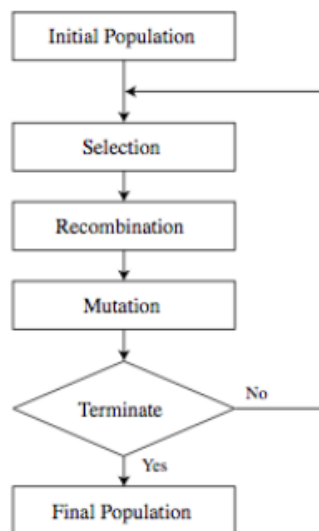 Initial Population
Selection
Recombination
Mutation
Terminate
No
Yes
Final Population